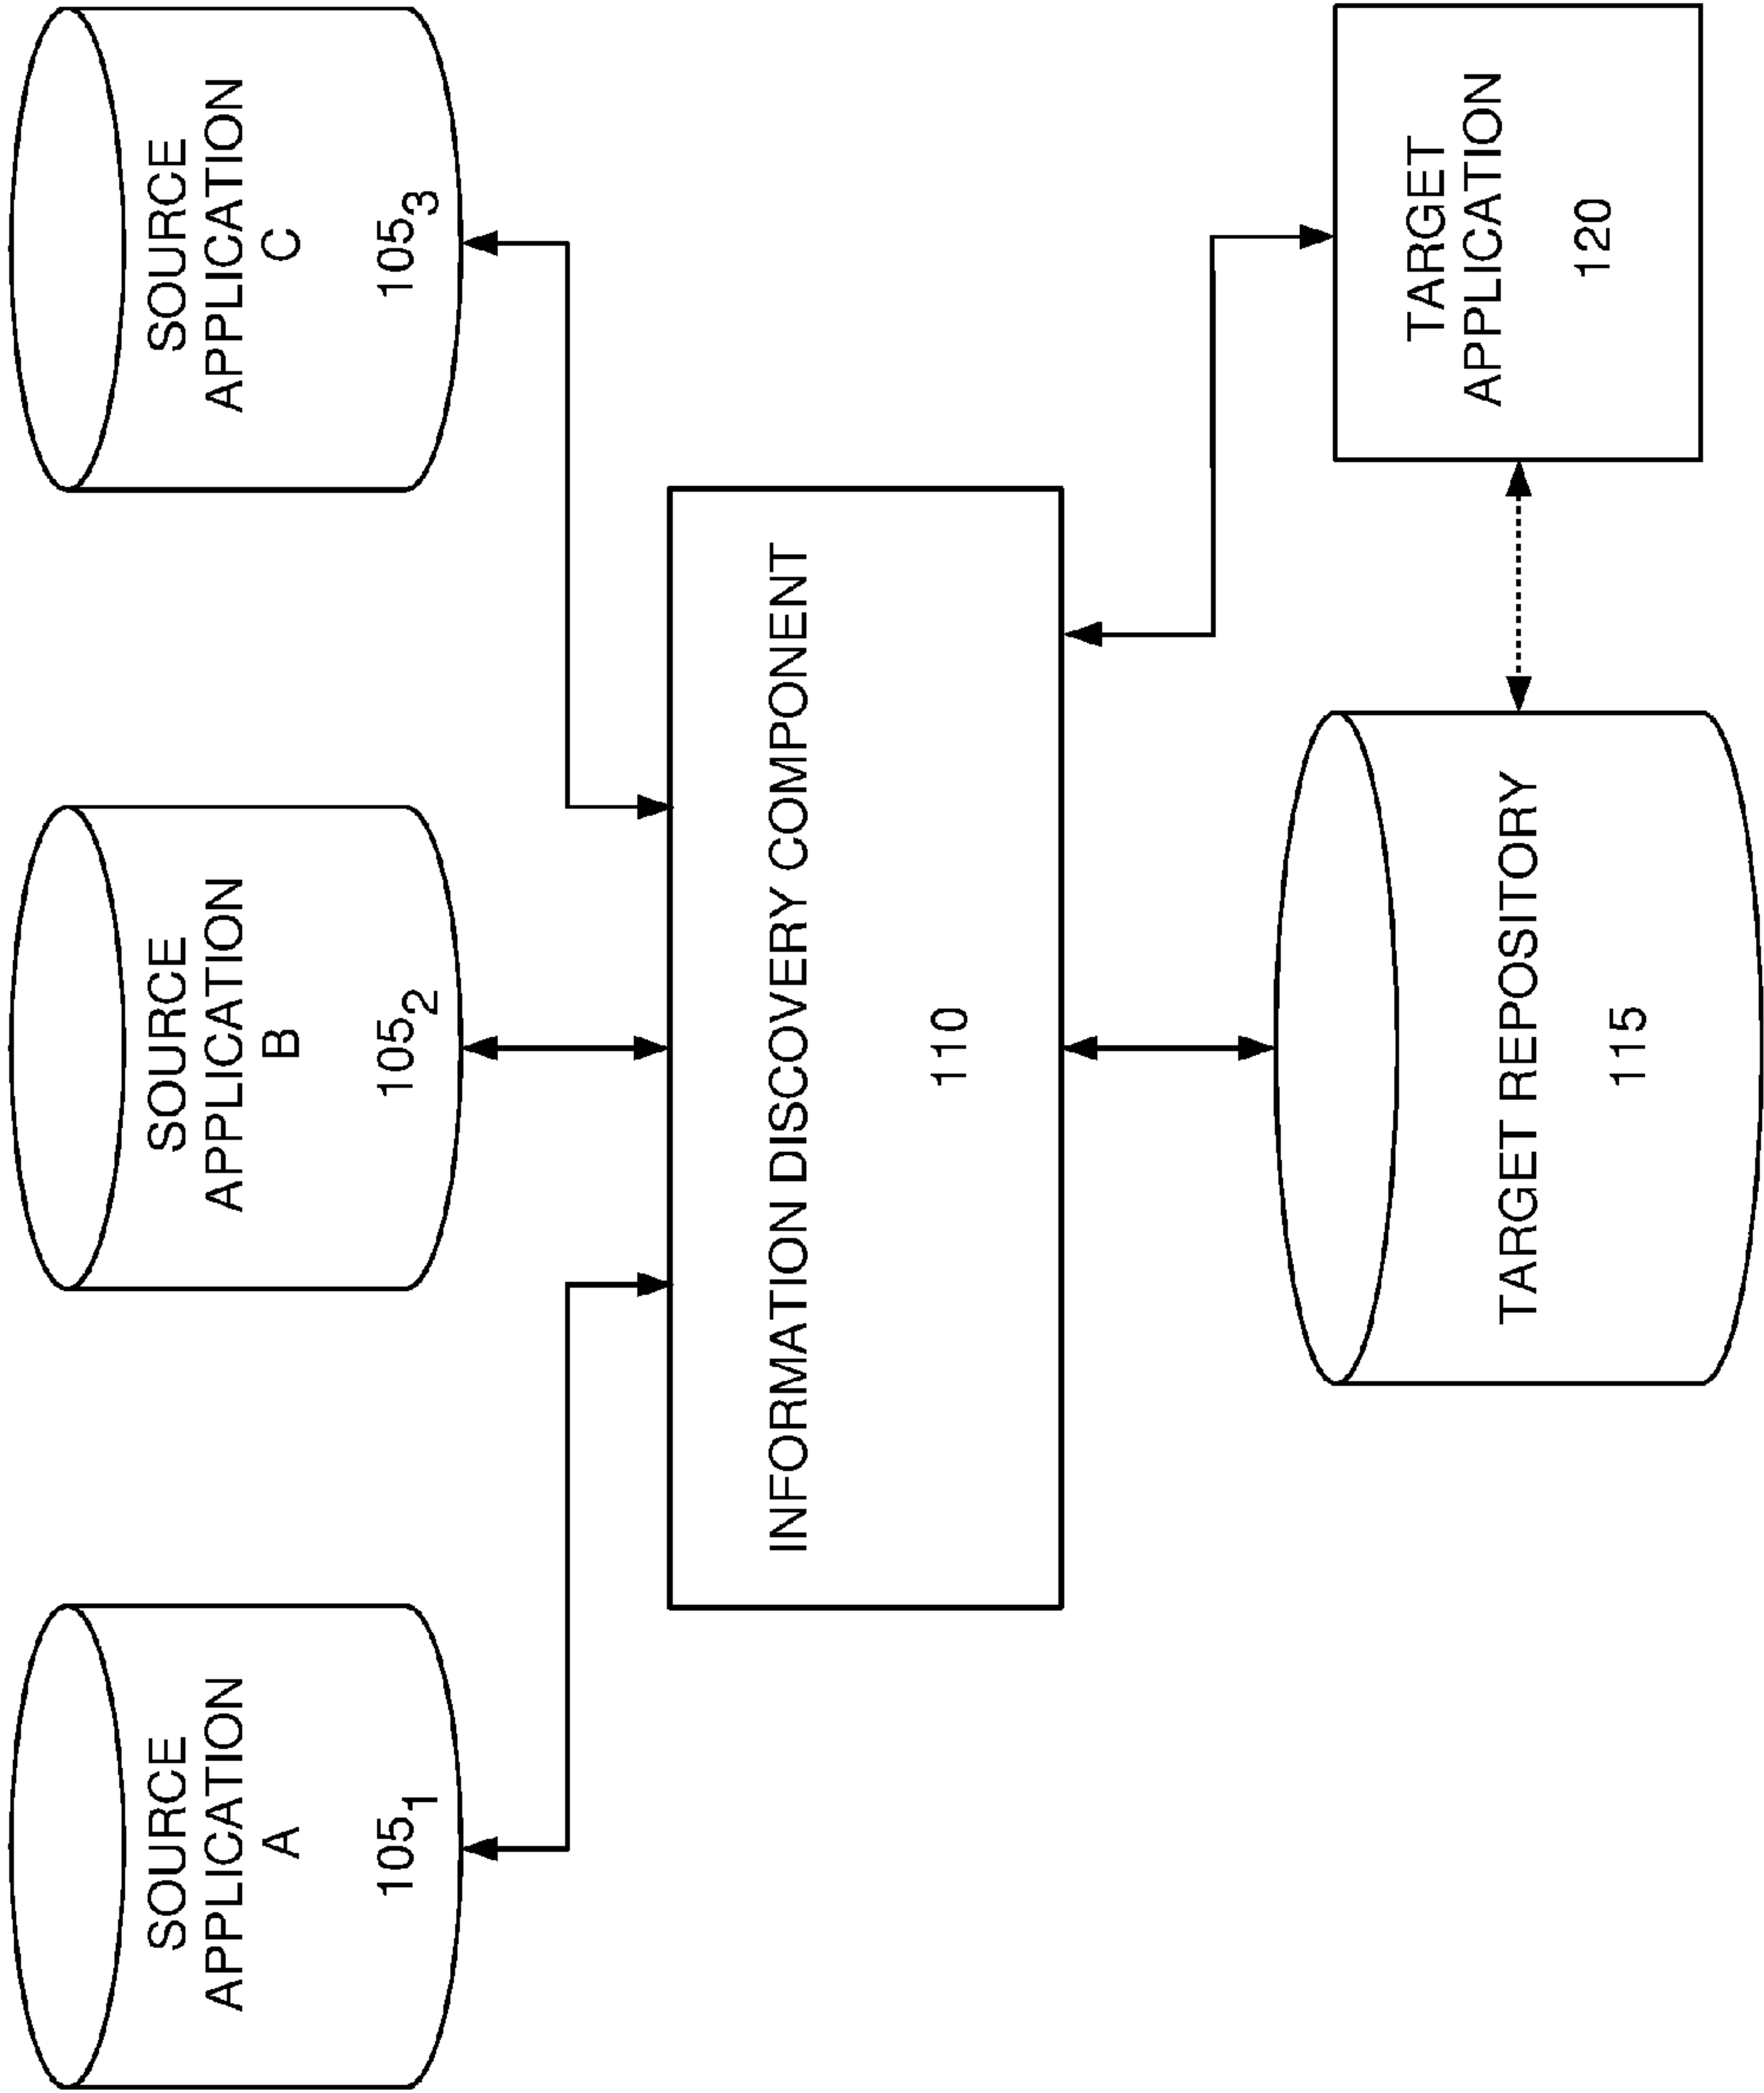 SOURCE
APPLICATION
A
105₁
SOURCE
APPLICATION
B
105₂
SOURCE
APPLICATION
C
105₃
INFORMATION DISCOVERY COMPONENT
110
TARGET REPOSITORY
115
TARGET
APPLICATION
120